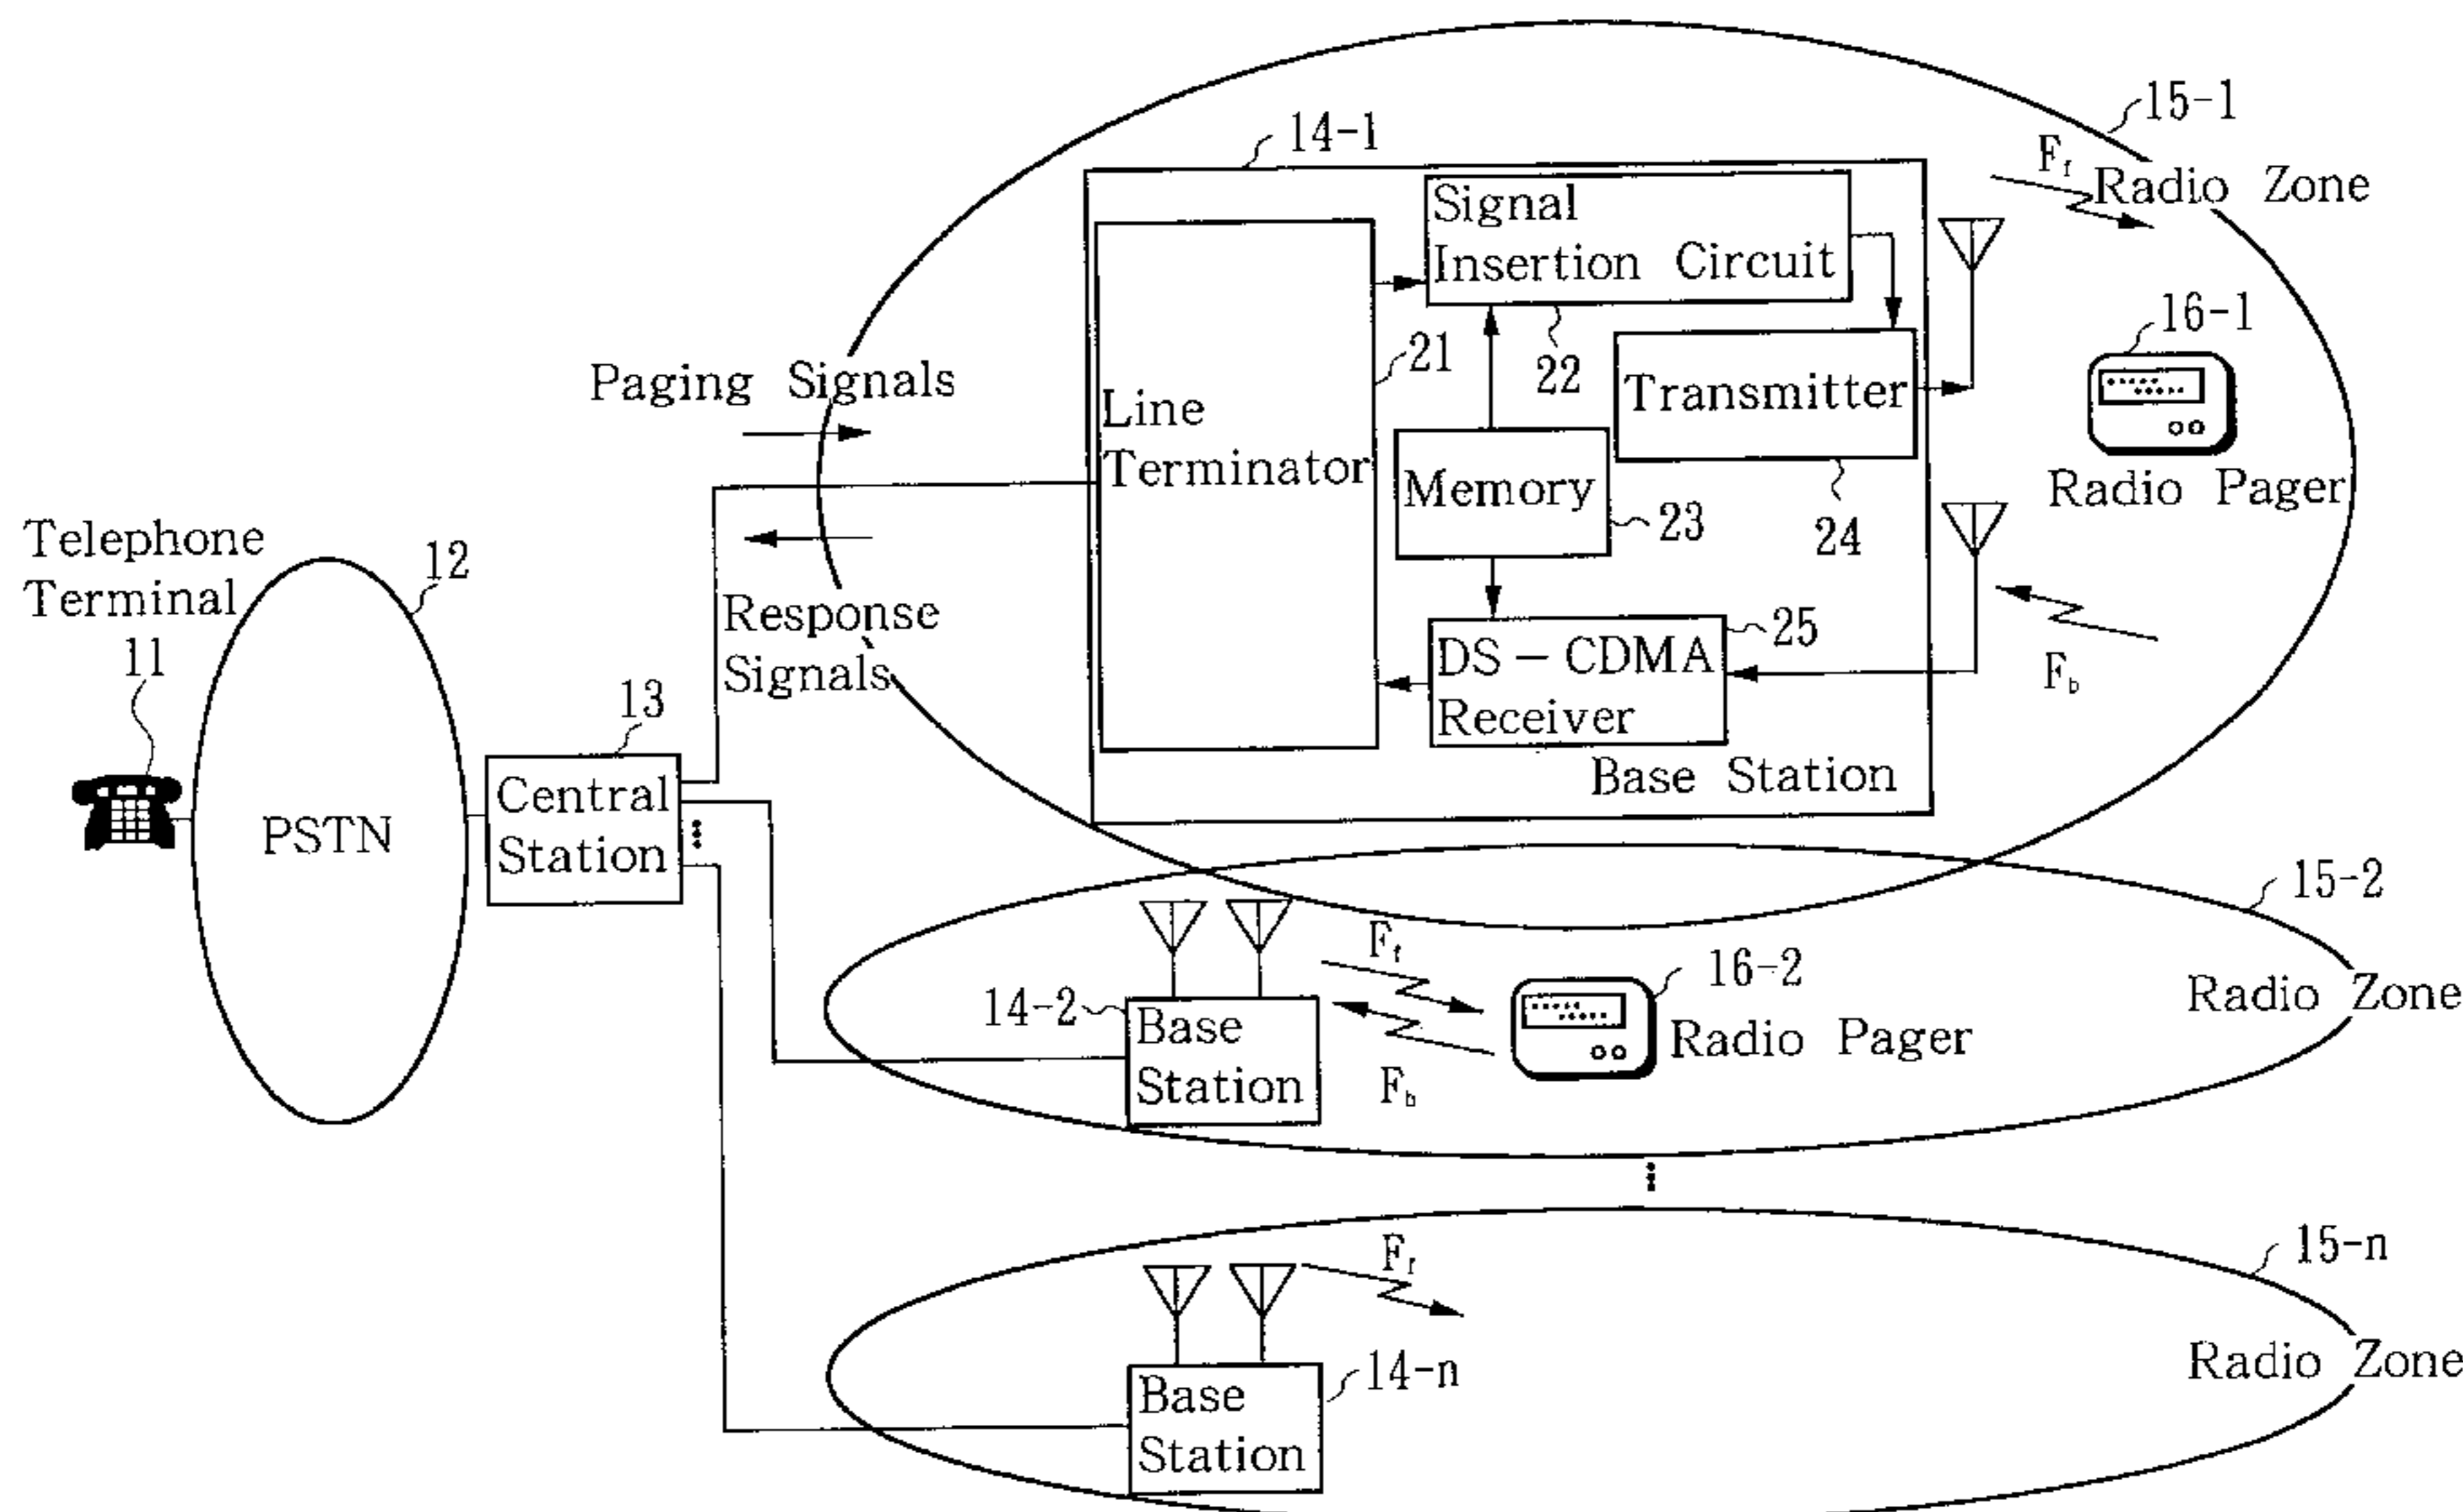 15-1
14-1
Ff
Radio Zone
Signal
Insertion Circuit
16-1
21
22
Paging Signals
Transmitter
Line
Terminator
Memory
Radio Pager
23
24
Telephone
Terminal
11
12
Response
Signals
25
DS-CDMA
Receiver
Fb
13
Base Station
Central
Station
PSTN
15-2
Ff
16-2
14-2
Base
Station
Radio Pager
Radio Zone
Fb
15-n
Ff
14-n
Base
Station
Radio Zone